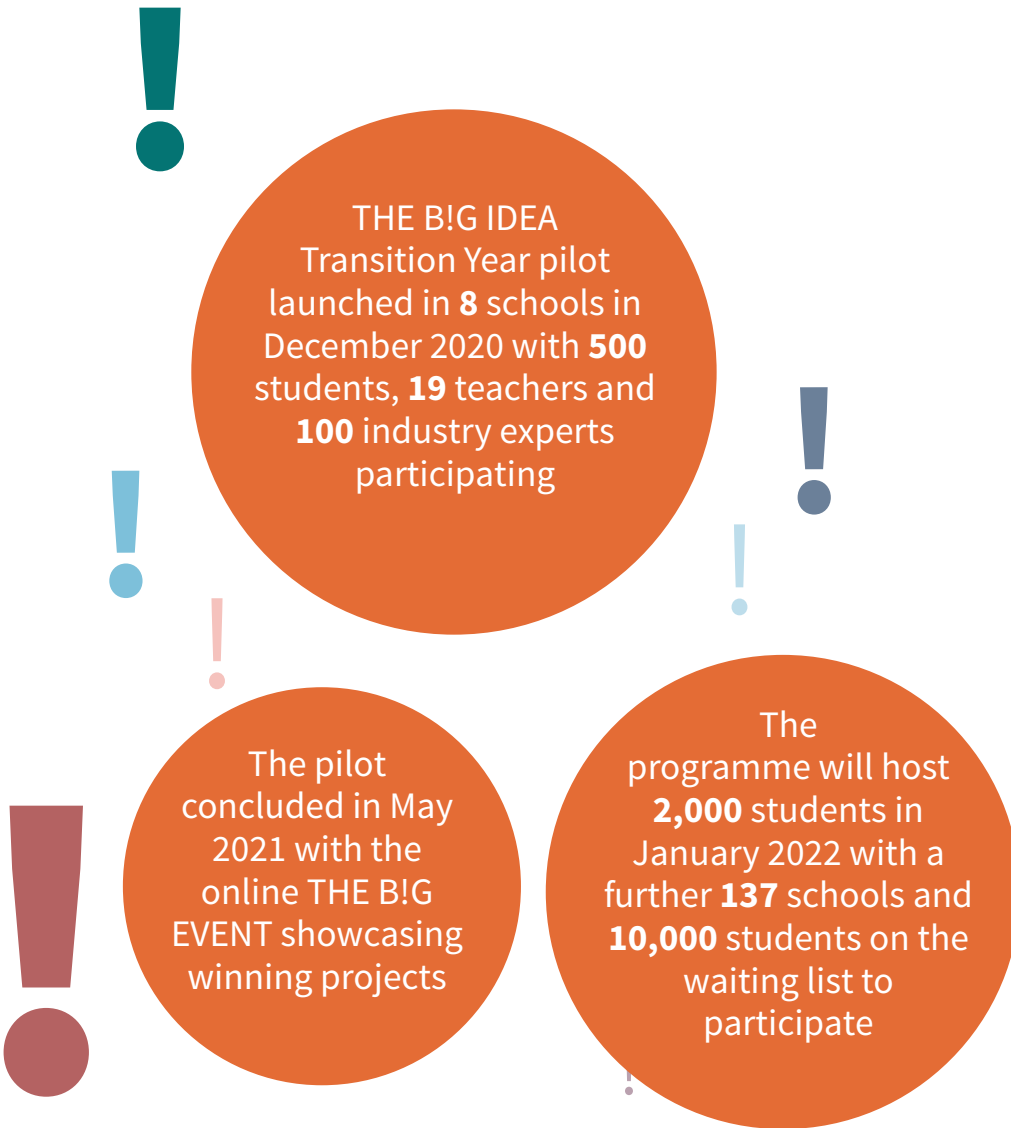 THE B!G IDEA
Transition Year pilot
launched in 8 schools in
December 2020 with 500
students, 19 teachers and
100 industry experts
participating
The pilot
concluded in May
2021 with the
online THE B!G
EVENT showcasing
winning projects
The
programme will host
2,000 students in
January 2022 with a
further 137 schools and
10,000 students on the
waiting list to
participate